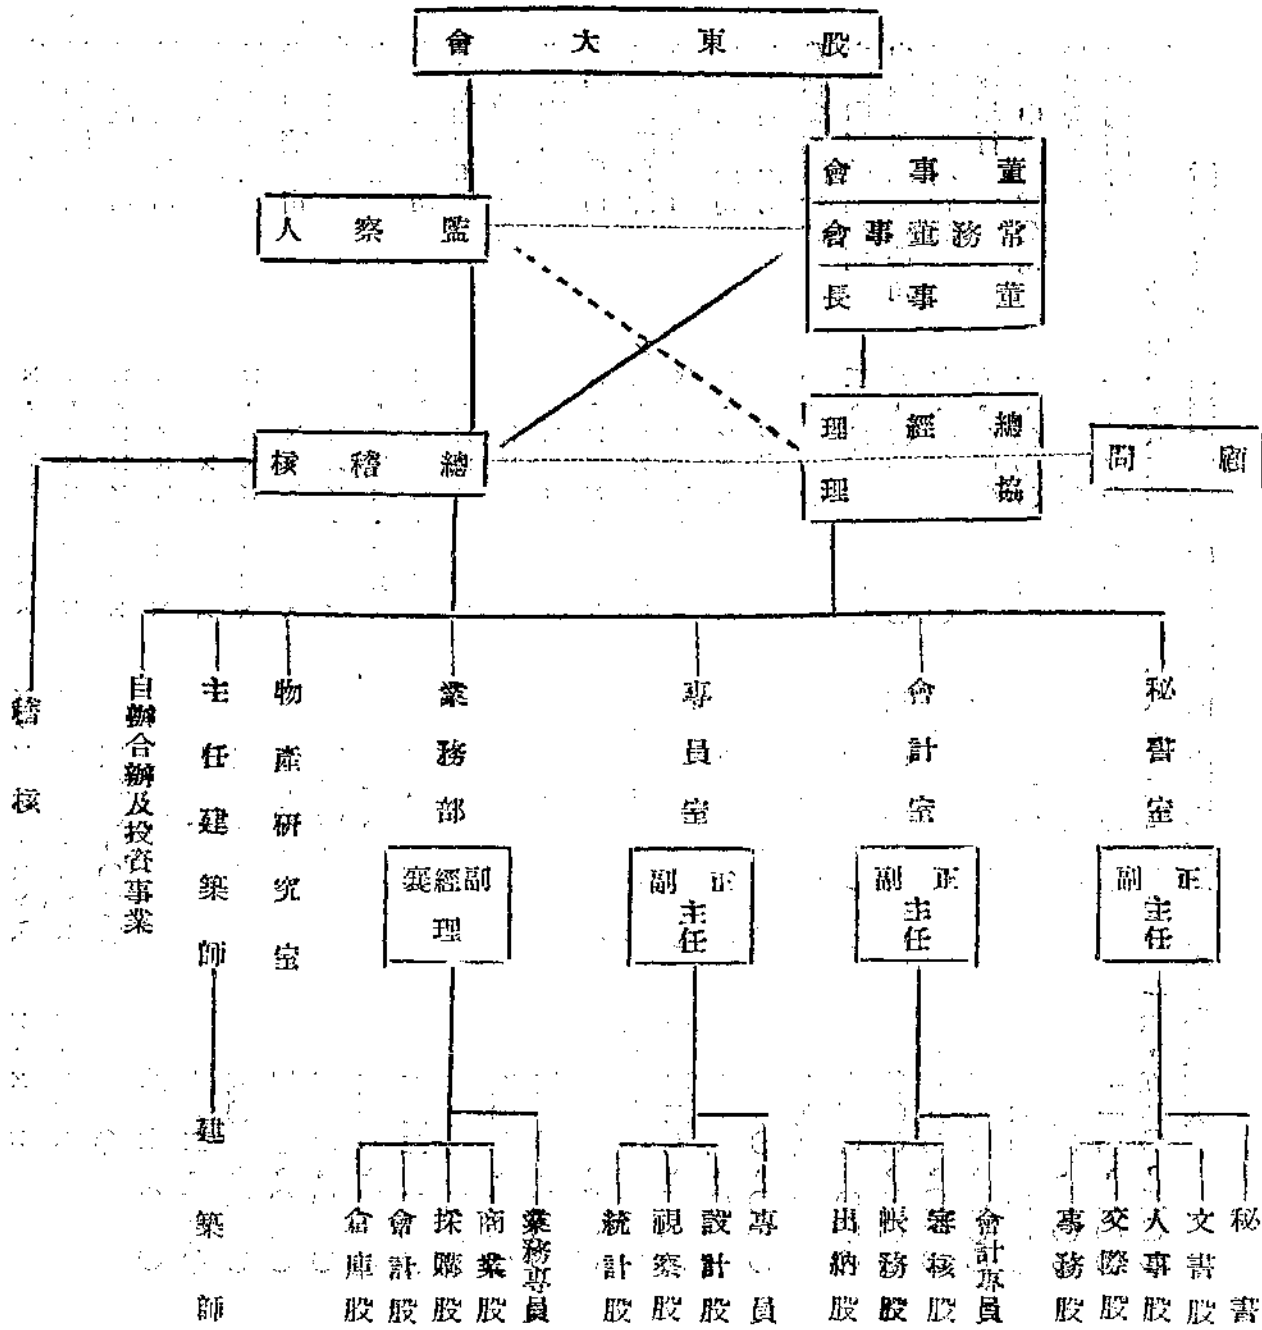 股東大會
董事會
常務董事會
董事長
監察人
總經理
協理
顧問
總稽核
秘書室
會計室
專員室
業務部
物產研究室
主任建築師
自辦合辦及投資事業
稽核
正副主任
正副主任
正副主任
副經襄理
建築師
秘書
文書股
人事股
交際股
事務股
會計專員
審核股
帳務股
出納股
專員
設計股
視察股
統計股
業務專員
商業股
採購股
會計股
倉庫股